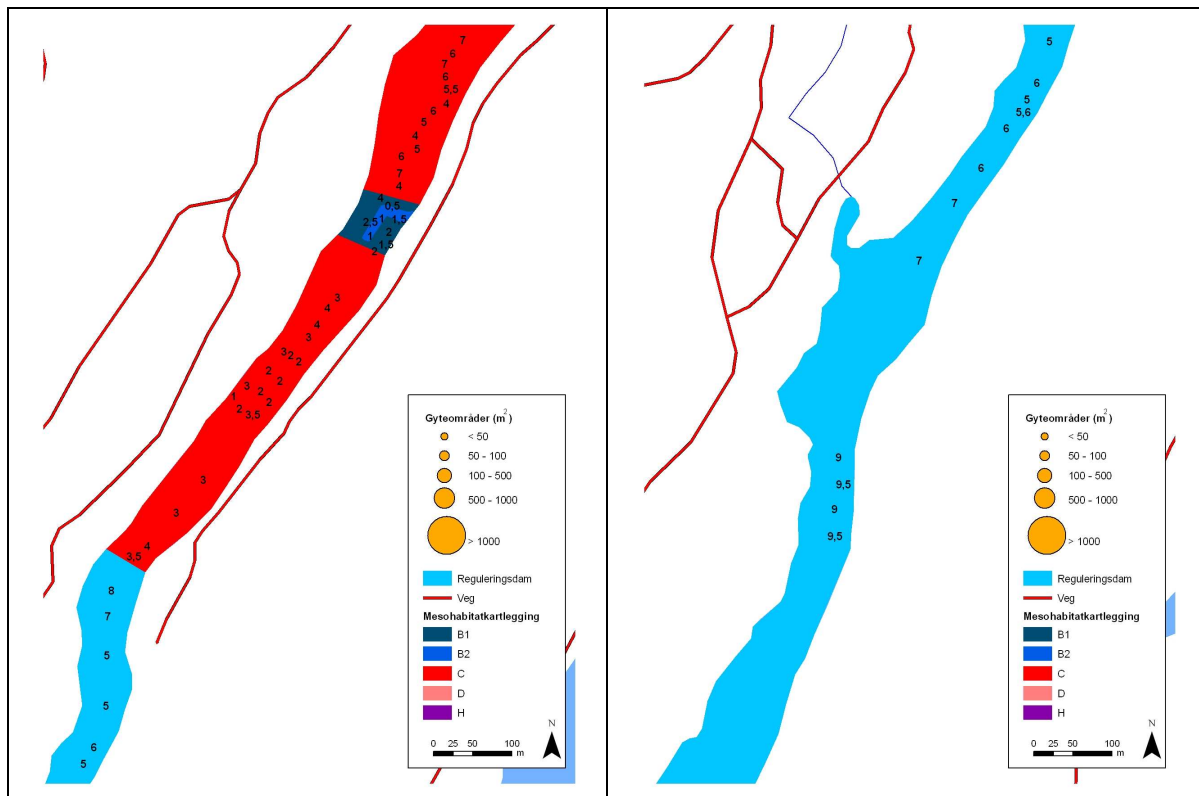 7
6
7
6
5,5
4
6
5
4
5
6
7
4
4
0,5
1
1,5
2,5
2
1
1,5
2
3
4
4
3
3
2
2
2
2
3
2
1
2
2
3,5
3
3
4
3,5
8
7
5
5
6
5
Gyteområder (m²)
< 50
50 - 100
100 - 500
500 - 1000
> 1000
Reguleringsdam
Veg
Mesohabitatkartlegging
B1
B2
C
D
H
N
0 25 50 100
m
5
6
5
5,6
6
6
7
7
9
9,5
9
9,5
Gyteområder (m²)
< 50
50 - 100
100 - 500
500 - 1000
> 1000
Reguleringsdam
Veg
Mesohabitatkartlegging
B1
B2
C
D
H
N
0 25 50 100
m